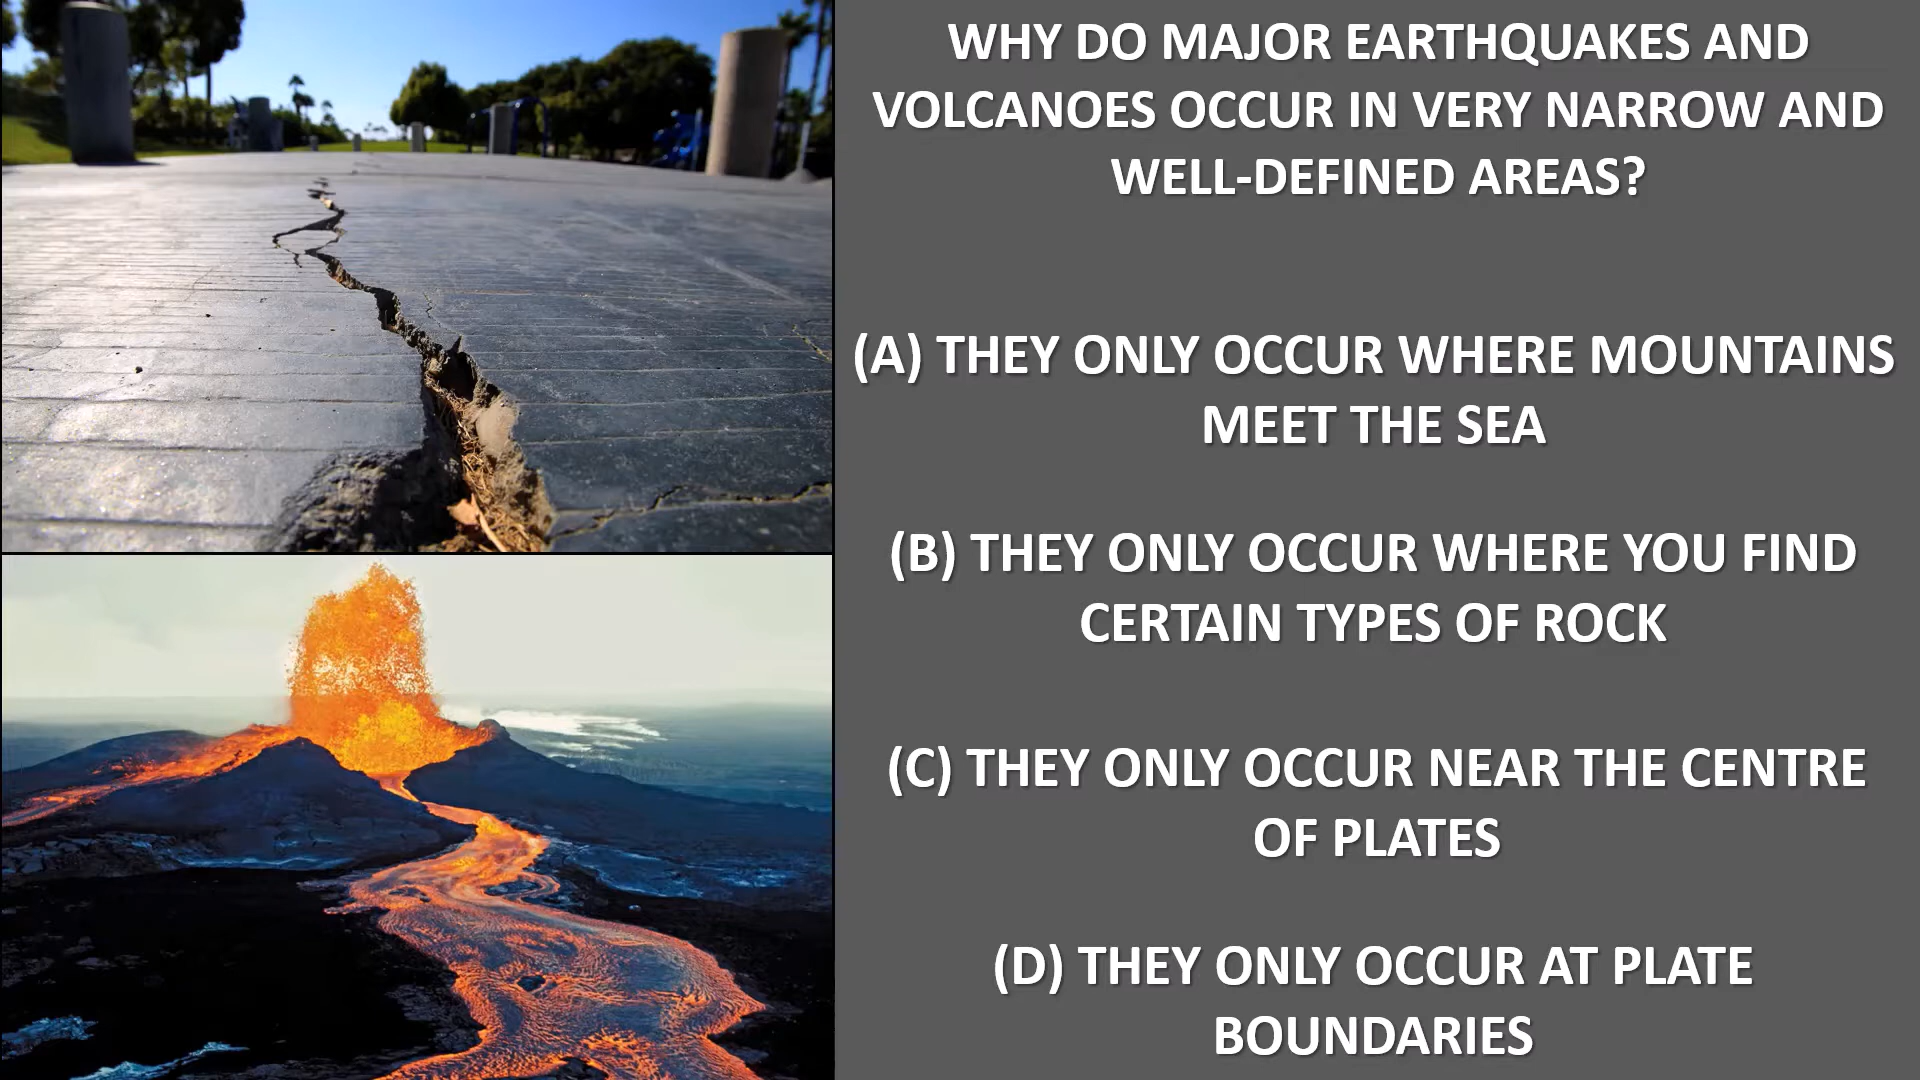 WHY DO MAJOR EARTHQUAKES AND
VOLCANOES OCCUR IN VERY NARROW AND
WELL-DEFINED AREAS?
(A) THEY ONLY OCCUR WHERE MOUNTAINS
MEET THE SEA
(B) THEY ONLY OCCUR WHERE YOU FIND
CERTAIN TYPES OF ROCK
(C) THEY ONLY OCCUR NEAR THE CENTRE
OF PLATES
(D) THEY ONLY OCCUR AT PLATE
BOUNDARIES